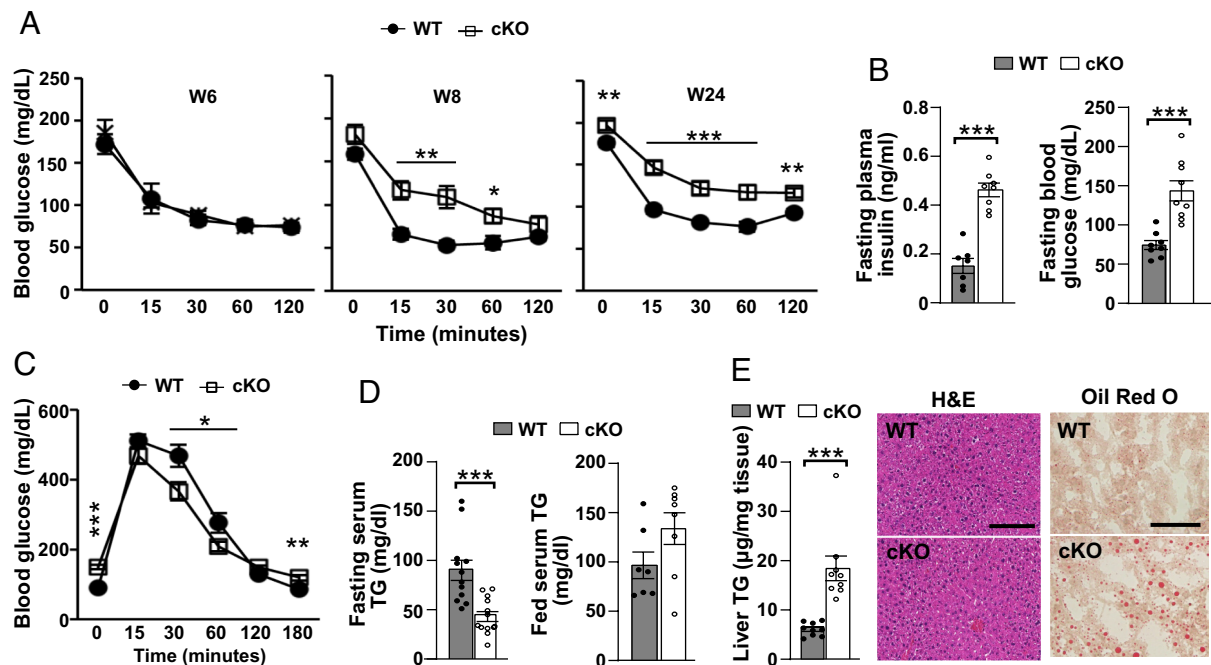 A
WT cKO
Blood glucose (mg/dL)
250
200
150
100
50
0
W6
W8
W24
**
*
**
***
**
0 15 30 60 120
0 15 30 60 120
0 15 30 60 120
Time (minutes)
B
WT cKO
Fasting plasma
insulin (ng/ml)
0.8
0.6
0.4
0.2
0.0
***
Fasting blood
glucose (mg/dL)
250
200
150
100
50
0
***
C
WT cKO
Blood glucose (mg/dL)
600
400
200
0
***
*
**
0 15 30 60 120 180
Time (minutes)
D
WT cKO
Fasting serum
TG (mg/dl)
200
150
100
50
0
***
Fed serum TG
(mg/dl)
200
150
100
50
0
E
WT
cKO
Liver TG (µg/mg tissue)
40
30
20
10
0
***
H&E
WT
cKO
Oil Red O
WT
cKO